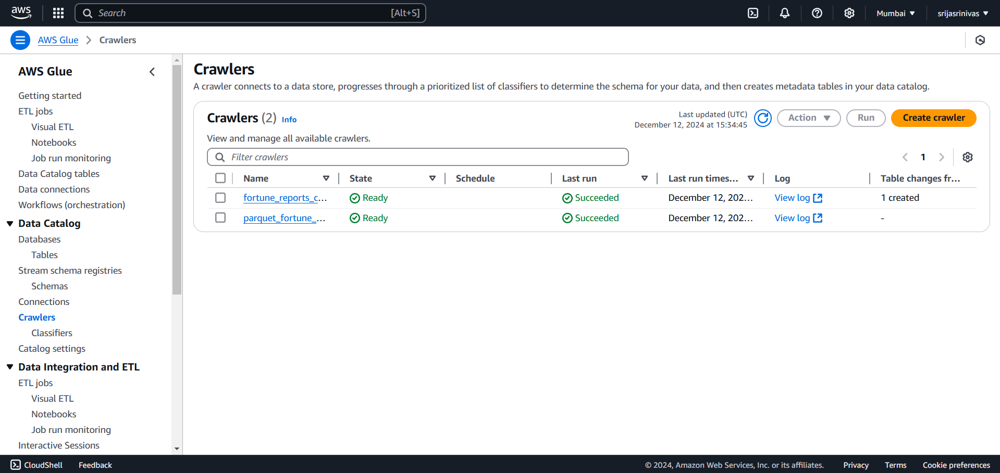 aws
Search [Alt+S]
Mumbai
srijasrinivas
AWS Glue
Crawlers
AWS Glue
Getting started
ETL jobs
Visual ETL
Notebooks
Job run monitoring
Data Catalog tables
Data connections
Workflows (orchestration)
Data Catalog
Databases
Tables
Stream schema registries
Schemas
Connections
Crawlers
Classifiers
Catalog settings
Data Integration and ETL
ETL jobs
Visual ETL
Notebooks
Job run monitoring
Interactive Sessions
Crawlers
A crawler connects to a data store, progresses through a prioritized list of classifiers to determine the schema for your data, and then creates metadata tables in your data catalog.
Crawlers (2) Info
Last updated (UTC)
December 12, 2024 at 15:34:45
Action
Run
Create crawler
View and manage all available crawlers.
Filter crawlers
1
Name State Schedule Last run Last run times... Log Table changes fr...
fortune_reports_c... Ready Succeeded December 12, 202... View log 1 created
parquet_fortune_... Ready Succeeded December 12, 202... View log -
CloudShell Feedback © 2024, Amazon Web Services, Inc. or its affiliates. Privacy Terms Cookie preferences